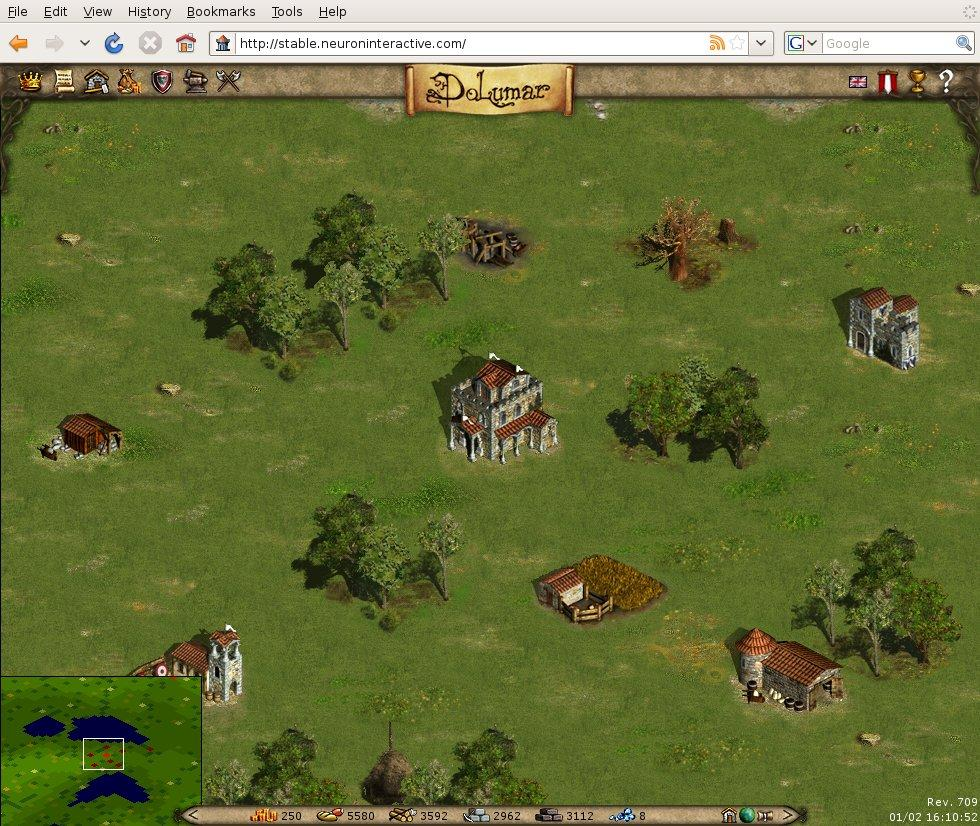 File Edit View History Bookmarks Tools Help
http://stable.neuroninteractive.com/
G Google
Dolumar
250 5580 3592 2962 3112 8
Rev. 709
01/02 16:10:52